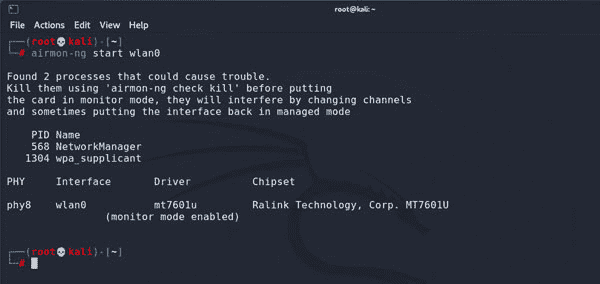 root@kali: ~
File Actions Edit View Help
┌──(root💀kali)-[~]
└─# airmon-ng start wlan0
Found 2 processes that could cause trouble.
Kill them using 'airmon-ng check kill' before putting
the card in monitor mode, they will interfere by changing channels
and sometimes putting the interface back in managed mode
PID Name
568 NetworkManager
1304 wpa_supplicant
PHY Interface Driver Chipset
phy8 wlan0 mt7601u Ralink Technology, Corp. MT7601U
(monitor mode enabled)
┌──(root💀kali)-[~]
└─#